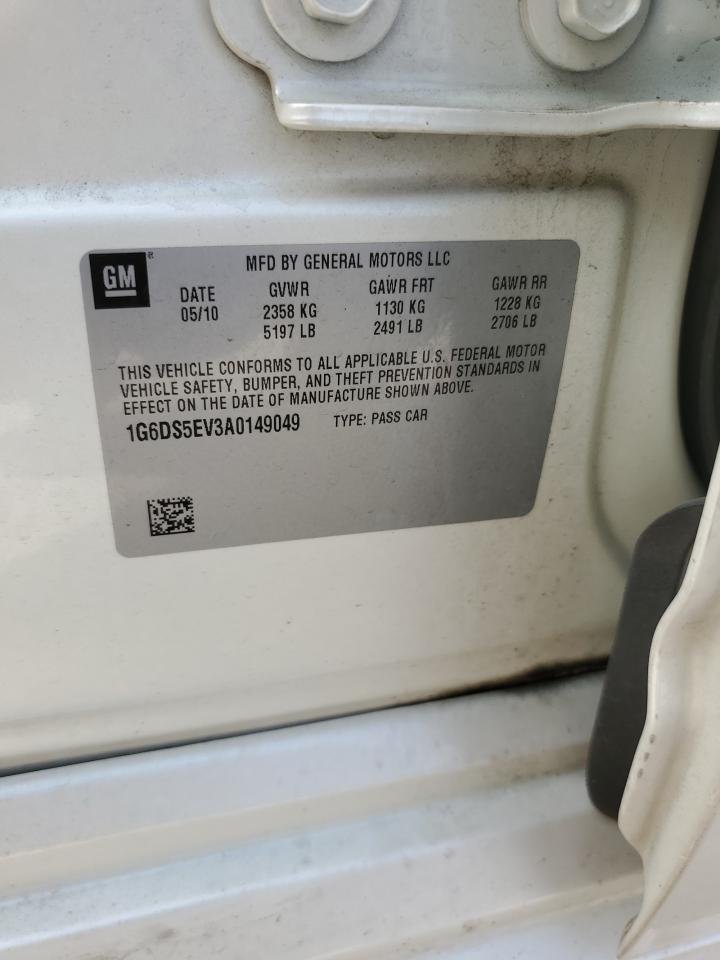 GM
MFD BY GENERAL MOTORS LLC
DATE GVWR GAWR FRT GAWR RR
05/10 2358 KG 1130 KG 1228 KG
5197 LB 2491 LB 2706 LB
THIS VEHICLE CONFORMS TO ALL APPLICABLE U.S. FEDERAL MOTOR
VEHICLE SAFETY, BUMPER, AND THEFT PREVENTION STANDARDS IN
EFFECT ON THE DATE OF MANUFACTURE SHOWN ABOVE.
1G6DS5EV3A0149049 TYPE: PASS CAR